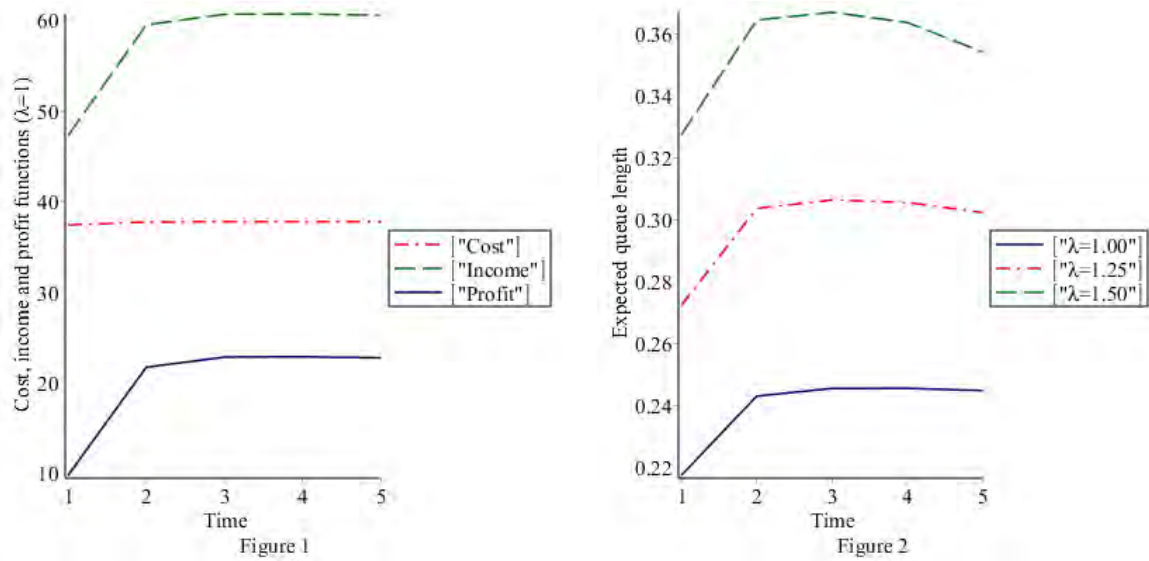 Cost, income and profit functions (λ=1)
60
50
40
30
20
10
1 2 3 4 5
Time
Figure 1
["Cost"]
["Income"]
["Profit"]
Expected queue length
0.36
0.34
0.32
0.30
0.28
0.26
0.24
0.22
1 2 3 4 5
Time
Figure 2
["λ=1.00"]
["λ=1.25"]
["λ=1.50"]